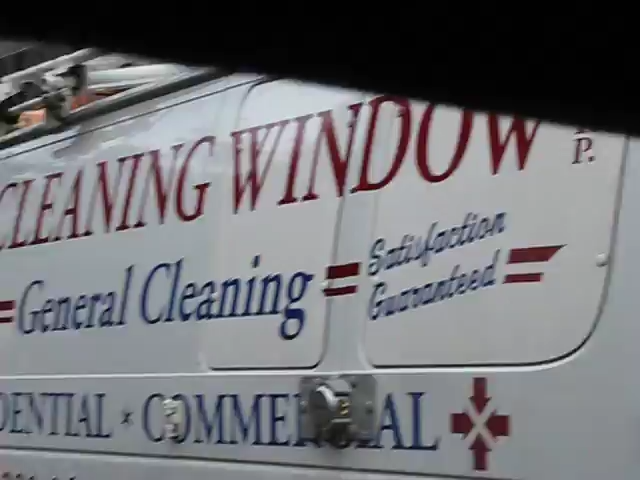 CLEANING WINDOW
P.
General Cleaning
Satisfaction
Guaranteed
DENTIAL * COMMERCIAL